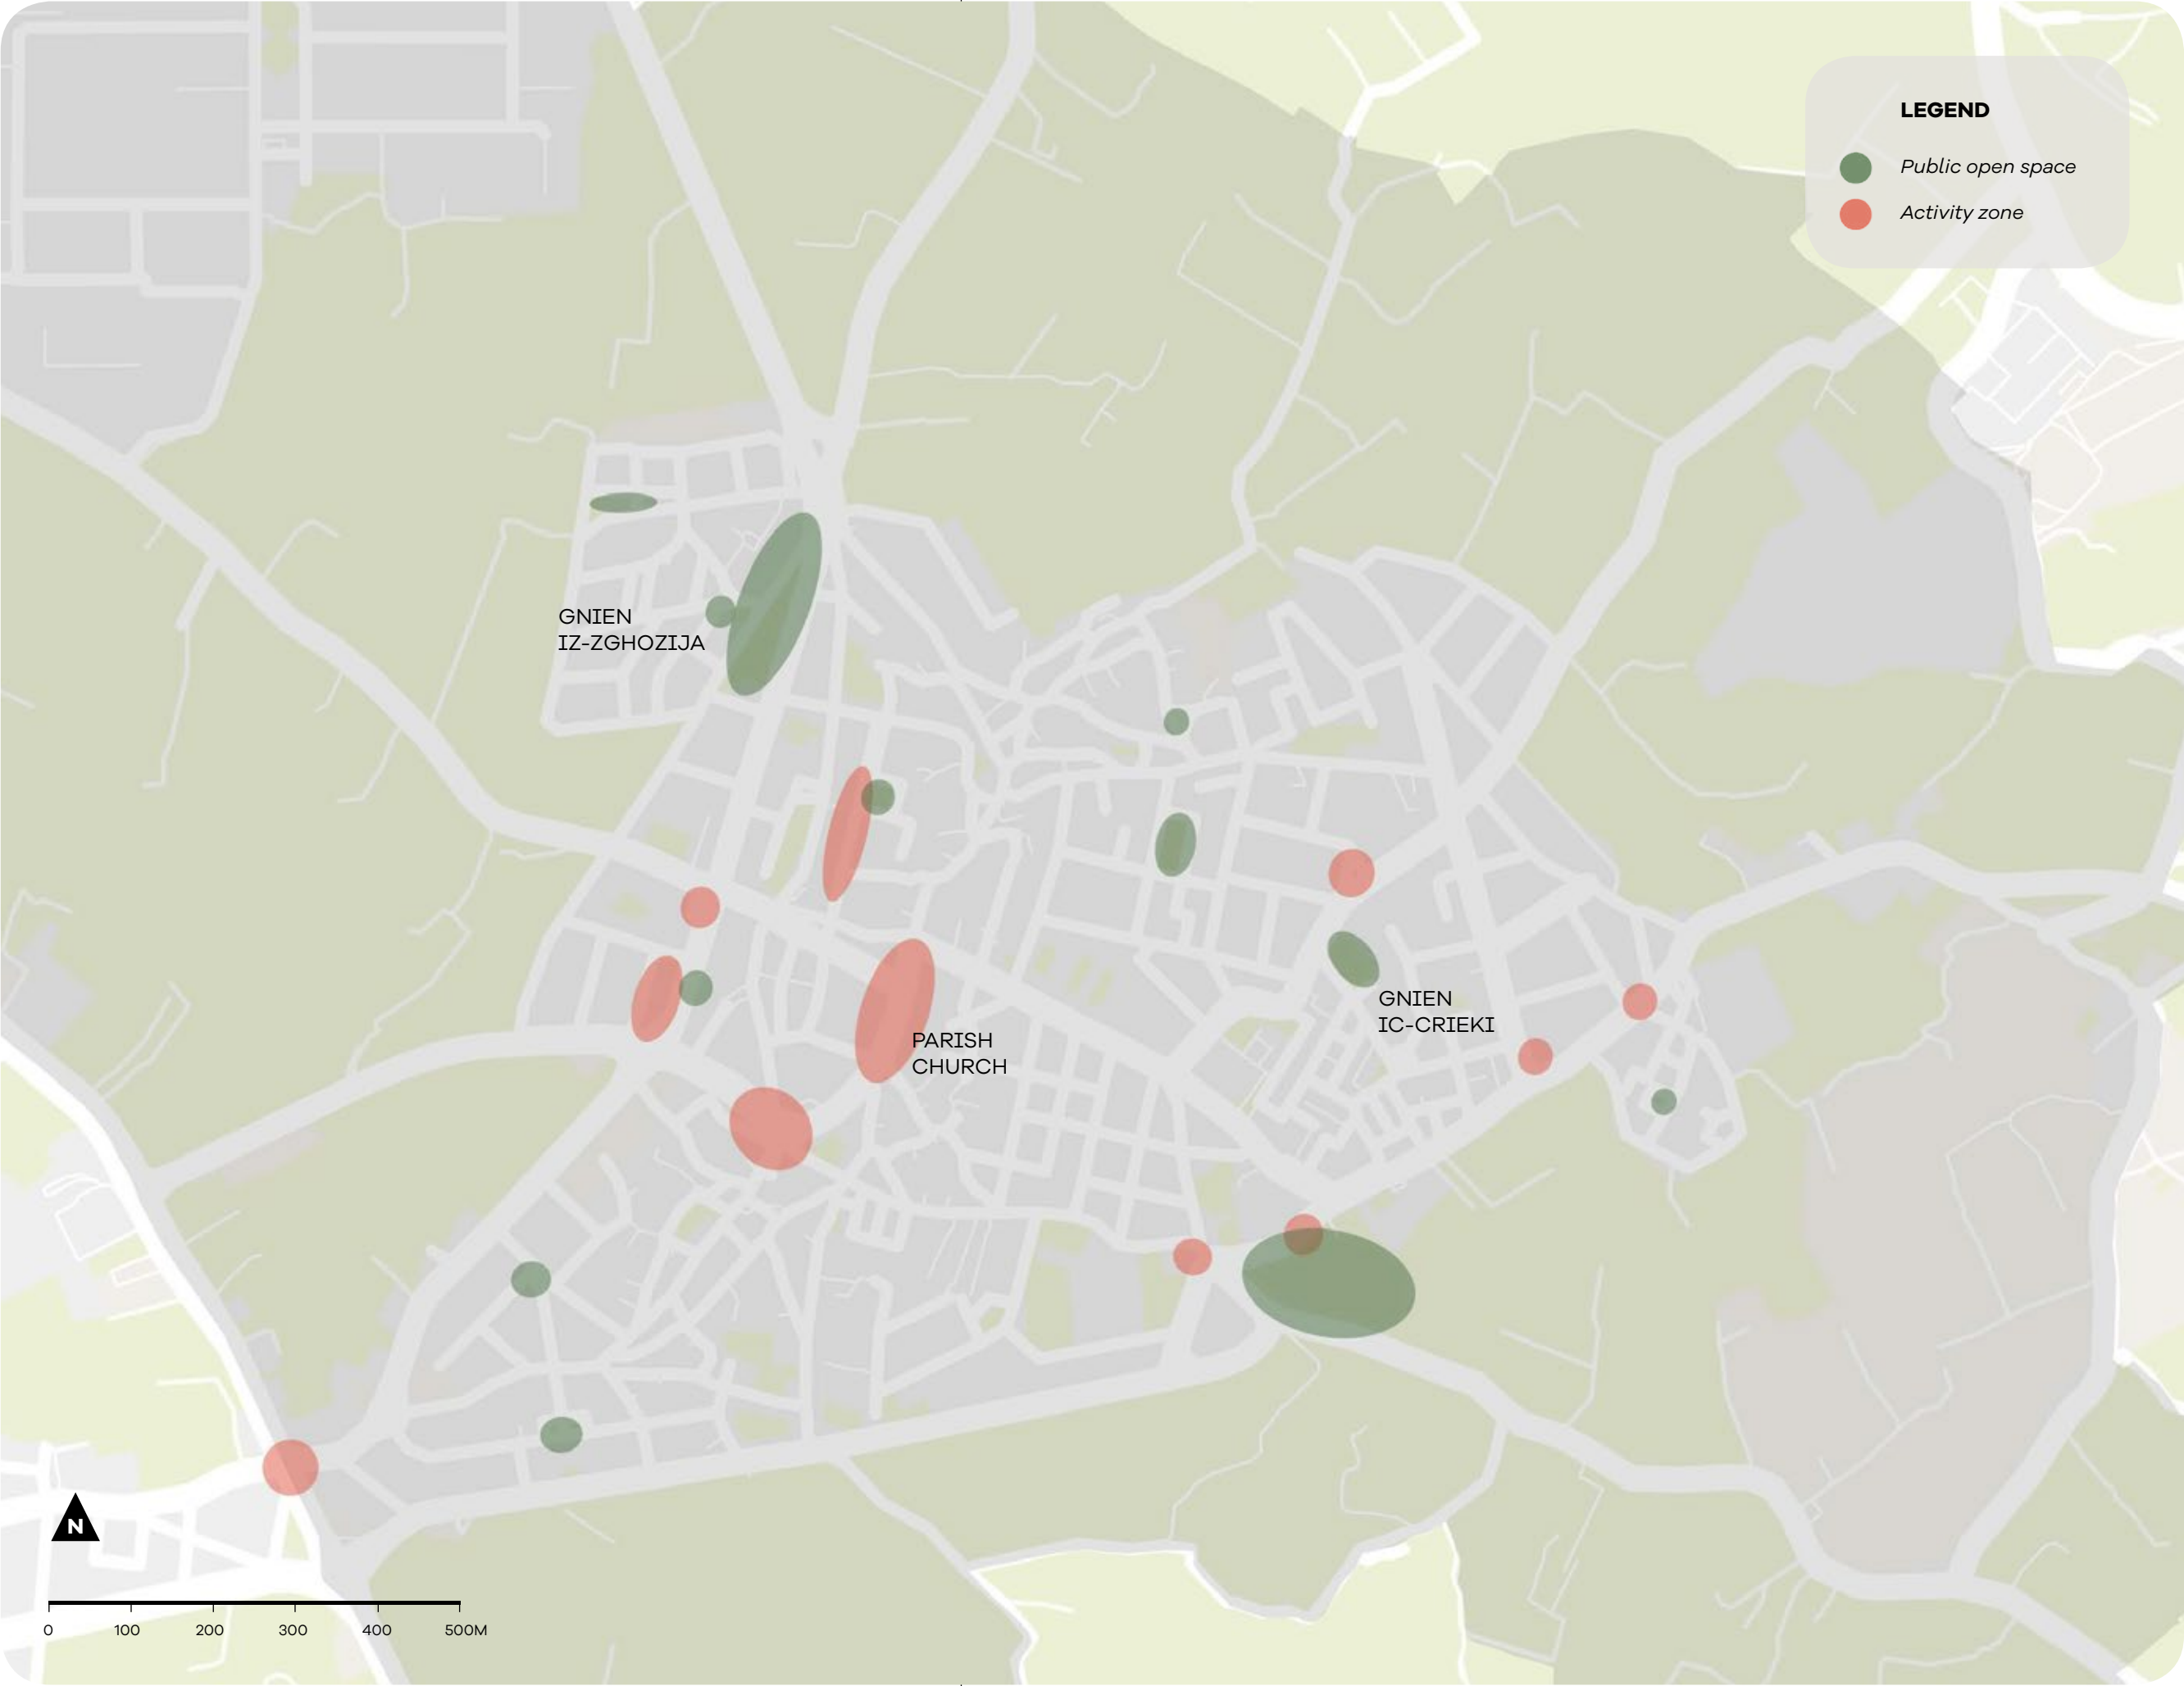 LEGEND
Public open space
Activity zone
GNIEN
IZ-ZGHOZIJA
GNIEN
IC-CRIEKI
PARISH
CHURCH
N
0 100 200 300 400 500M